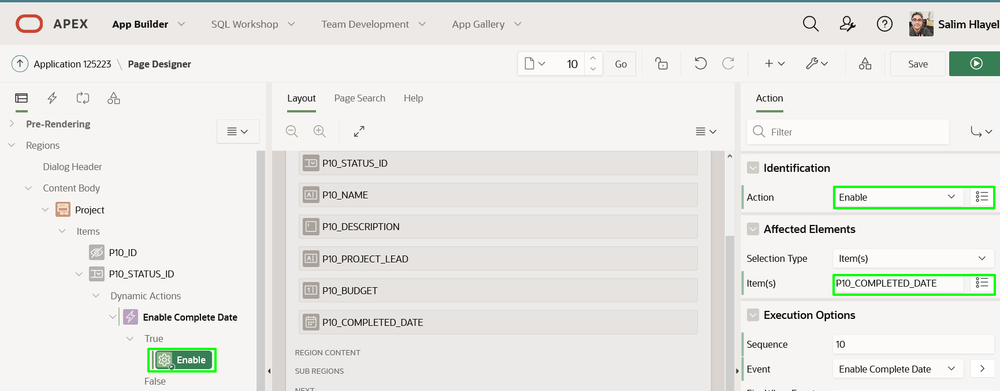 APEX App Builder SQL Workshop Team Development App Gallery Salim Hlayel
Application 125223 \ Page Designer 10 Go Save
Layout Page Search Help
Action
Pre-Rendering
Regions
Dialog Header
Content Body
Project
Items
P10_ID
P10_STATUS_ID
Dynamic Actions
Enable Complete Date
True
Enable
False
P10_STATUS_ID
P10_NAME
P10_DESCRIPTION
P10_PROJECT_LEAD
P10_BUDGET
P10_COMPLETED_DATE
REGION CONTENT
SUB REGIONS
NEXT
Filter
Identification
Action Enable
Affected Elements
Selection Type Item(s)
Item(s) P10_COMPLETED_DATE
Execution Options
Sequence 10
Event Enable Complete Date